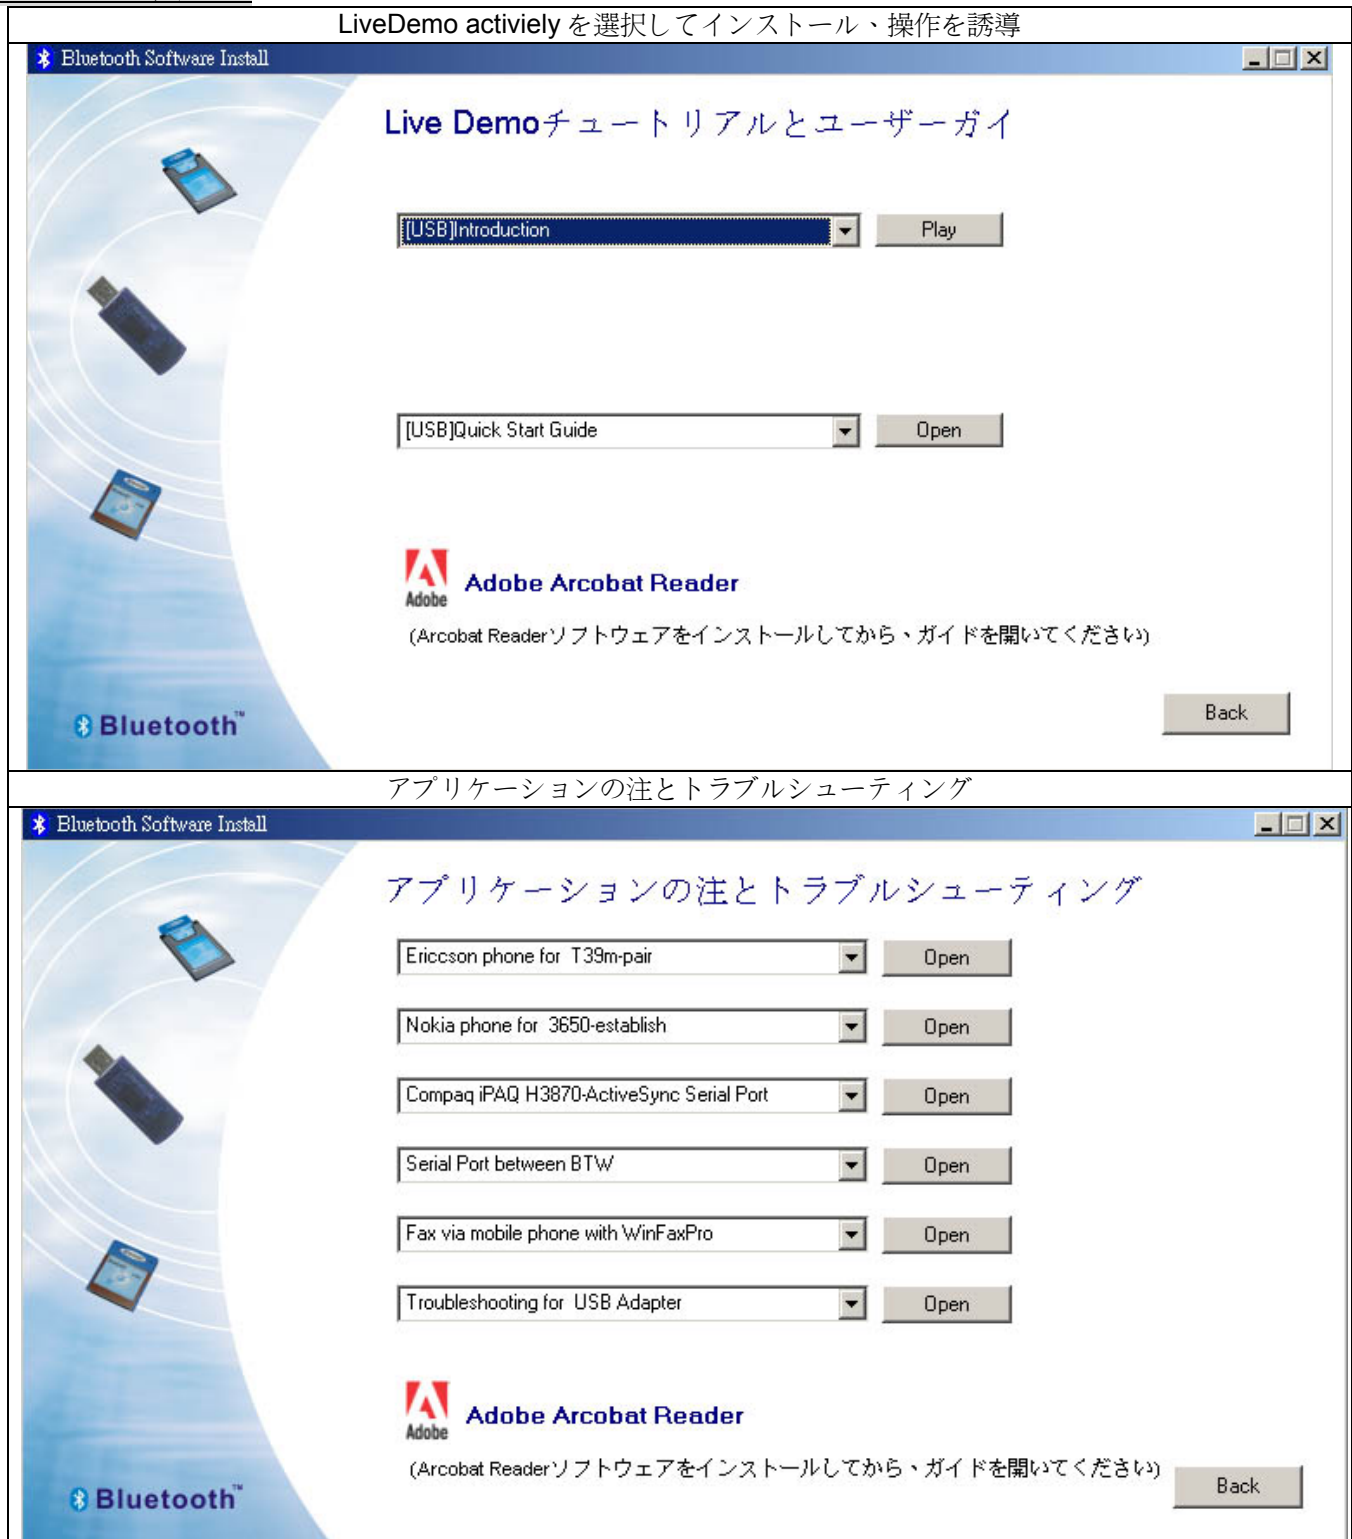 LiveDemo activiely を選択してインストール、操作を誘導
Bluetooth Software Install
Live Demoチュートリアルとユーザーガイ
[USB]Introduction
Play
[USB]Quick Start Guide
Open
Adobe
Adobe Arcobat Reader
(Arcobat Readerソフトウェアをインストールしてから、ガイドを開いてください)
Back
Bluetooth™
アプリケーションの注とトラブルシューティング
Bluetooth Software Install
アプリケーションの注とトラブルシューティング
Ericcson phone for T39m-pair
Open
Nokia phone for 3650-establish
Open
Compaq iPAQ H3870-ActiveSync Serial Port
Open
Serial Port between BTW
Open
Fax via mobile phone with WinFaxPro
Open
Troubleshooting for USB Adapter
Open
Adobe
Adobe Arcobat Reader
(Arcobat Readerソフトウェアをインストールしてから、ガイドを開いてください)
Back
Bluetooth™